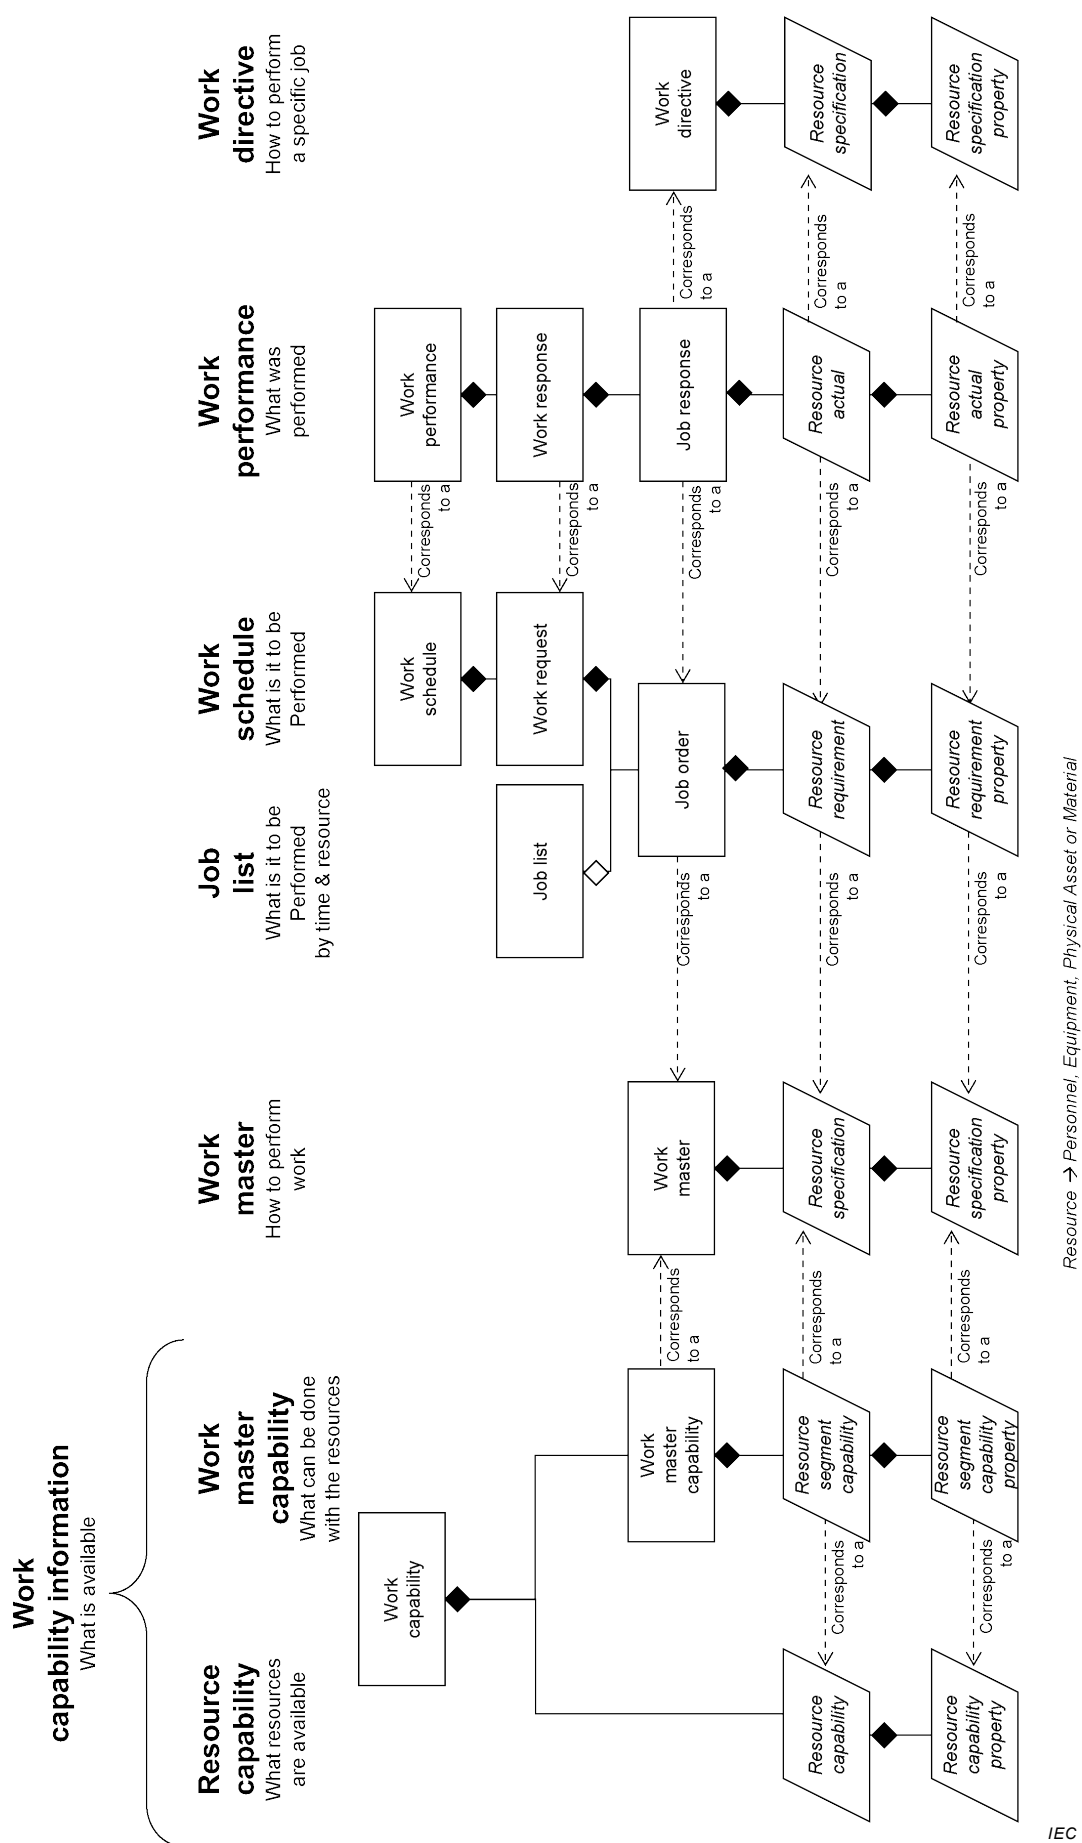 Work
capability information
What is available
Resource
capability
What resources
are available
Work
master
capability
What can be done
with the resources
Work
master
How to perform
work
Job
list
What is it to be
Performed
by time & resource
Work
schedule
What is it to be
Performed
Work
performance
What was
performed
Work
directive
How to perform
a specific job
Work
capability
Work
schedule
Corresponds
to a
Work
performance
Job list
Work request
Corresponds
to a
Work response
Work
master
capability
Corresponds
to a
Work
master
Corresponds
to a
Job order
Corresponds
to a
Job response
Corresponds
to a
Work
directive
Resource
capability
Corresponds
to a
Resource
segment
capability
Corresponds
to a
Resource
specification
Corresponds
to a
Resource
requirement
Corresponds
to a
Resource
actual
Corresponds
to a
Resource
specification
Resource
capability
property
Corresponds
to a
Resource
segment
capability
property
Corresponds
to a
Resource
specification
property
Corresponds
to a
Resource
requirement
property
Corresponds
to a
Resource
actual
property
Corresponds
to a
Resource
specification
property
Resource → Personnel, Equipment, Physical Asset or Material
IEC